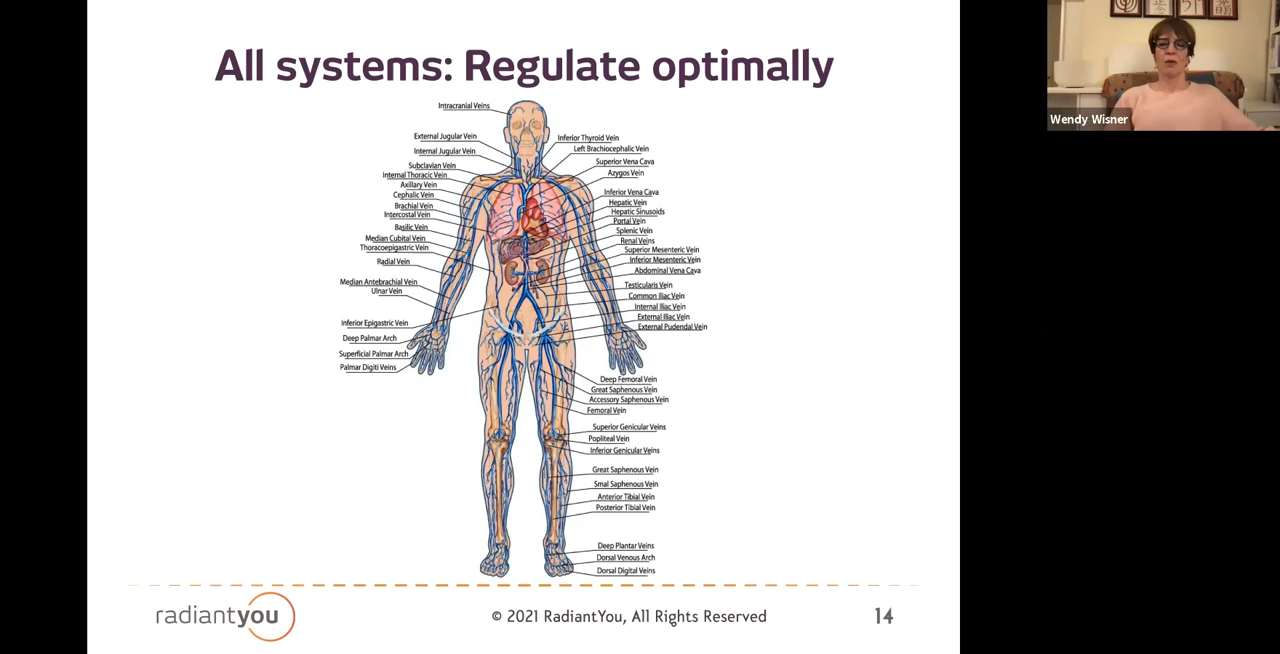 All systems: Regulate optimally
Intracranial Veins
External Jugular Vein
Internal Jugular Vein
Subclavian Vein
Internal Thoracic Vein
Axillary Vein
Cephalic Vein
Brachial Vein
Intercostal Vein
Basilic Vein
Median Cubital Vein
Thoracoepigastric Vein
Radial Vein
Median Antebrachial Vein
Ulnar Vein
Inferior Epigastric Vein
Deep Palmar Arch
Superficial Palmar Arch
Palmar Digiti Veins
Inferior Thyroid Vein
Left Brachiocephalic Vein
Superior Vena Cava
Azygos Vein
Inferior Vena Cava
Hepatic Vein
Hepatic Sinusoids
Portal Vein
Splenic Vein
Renal Veins
Superior Mesenteric Vein
Inferior Mesenteric Vein
Abdominal Vena Cava
Testicularis Vein
Common Iliac Vein
Internal Iliac Vein
External Iliac Vein
External Pudendal Vein
Deep Femoral Vein
Great Saphenous Vein
Accessory Saphenous Vein
Femoral Vein
Superior Genicular Veins
Popliteal Vein
Inferior Genicular Veins
Great Saphenous Vein
Smal Saphenous Vein
Anterior Tibial Vein
Posterior Tibial Vein
Deep Plantar Veins
Dorsal Venous Arch
Dorsal Digital Veins
radiantyou
© 2021 RadiantYou, All Rights Reserved
14
Wendy Wisner